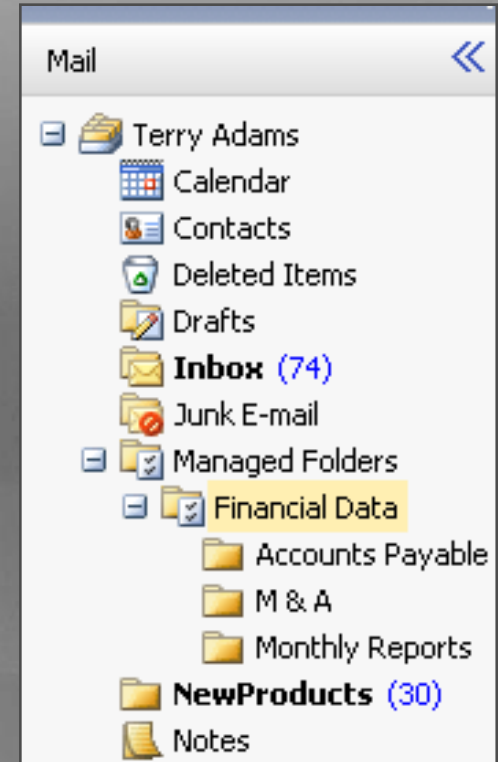 Mail
Terry Adams
Calendar
Contacts
Deleted Items
Drafts
Inbox (74)
Junk E-mail
Managed Folders
Financial Data
Accounts Payable
M & A
Monthly Reports
NewProducts (30)
Notes